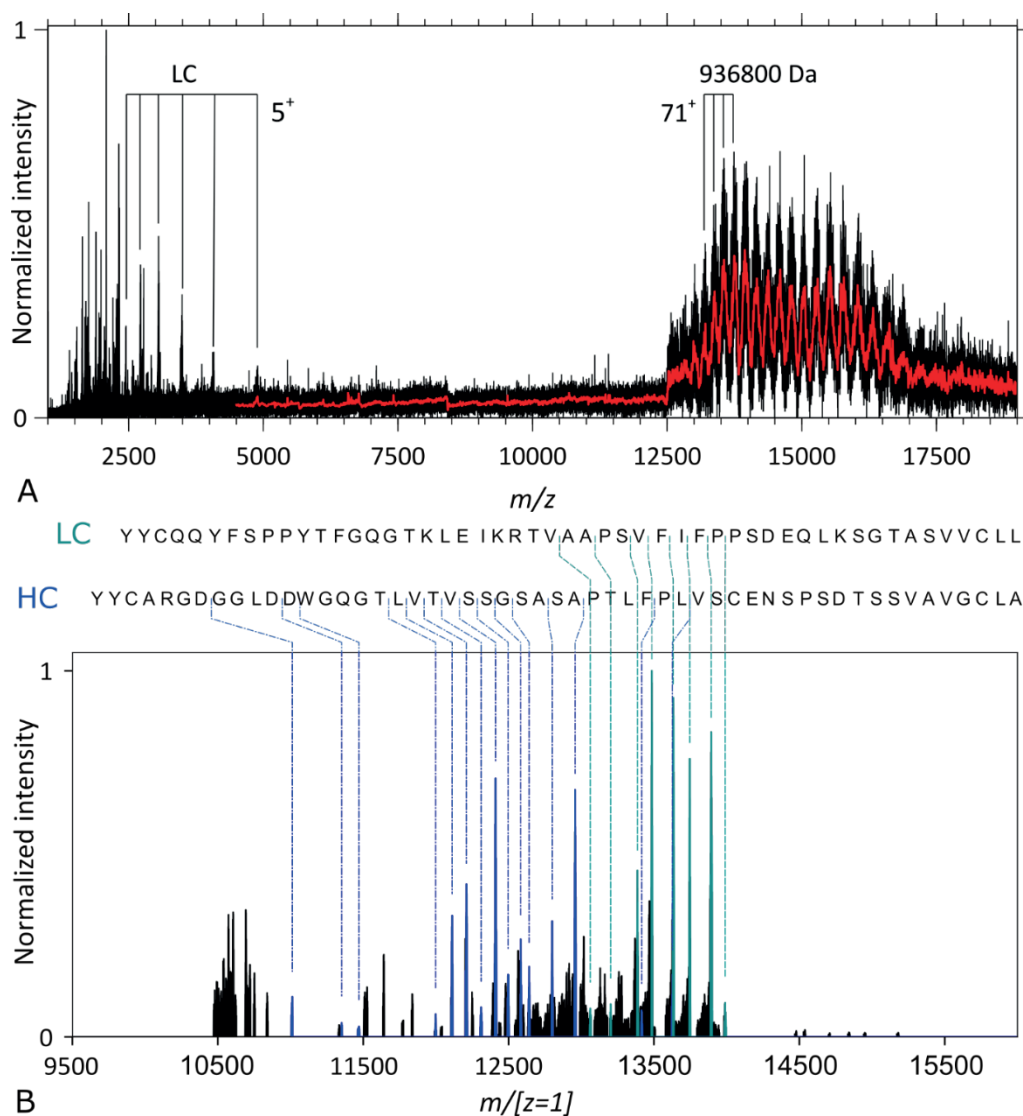 1
LC
5+
936800 Da
71+
Normalized intensity
0
2500 5000 7500 10000 12500 15000 17500
A
m/z
LC YYCQQYFSPPYTFGQGTKLEIKRTVAAPSVFIFPPSDEQLKSGTASVVCLL
HC YYCARGDGGLDDWGQGTLVTVSSGSASAPTLFPLVSCENSPSDTSSVAVGCLA
1
Normalized intensity
0
9500 10500 11500 12500 13500 14500 15500
B
m/[z=1]